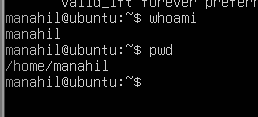 valid_lft forever preferr
manahil@ubuntu:~$ whoami
manahil
manahil@ubuntu:~$ pwd
/home/manahil
manahil@ubuntu:~$